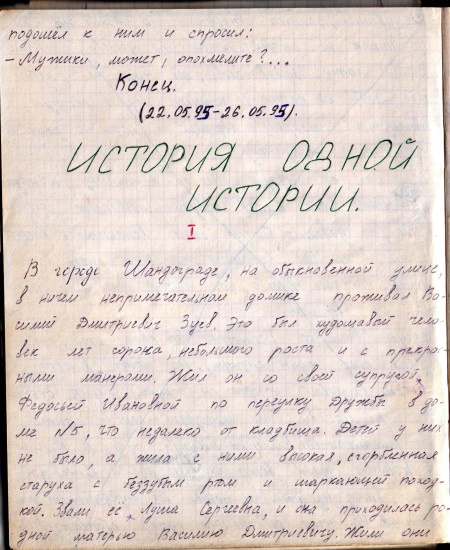 подошёл к ним и спросил:
- Мужики, может, опохмелите?...
Конец.
(22.05.95-26.05.95).
ИСТОРИЯ ОДНОЙ
ИСТОРИИ.
I
В городе Шандограде, на обыкновенной улице,
в ничем непримечательном домике проживал Ва-
силий Дмитриевич Зуев. Это был худощавый чело-
век лет сорока, небольшого роста и с прекрас-
ными манерами. Жил он со своей супругой,
Федосьей Ивановной по переулку Дружбы в до-
ме №5, что недалеко от кладбища. Детей у них
не было, а жила с ними высокая, сгорбленная
старуха с беззубым ртом и шаркающей поход-
кой. Звали её Луша Сергеевна, и она приходилась ро-
дной матерью Василию Дмитриевичу. Жили они